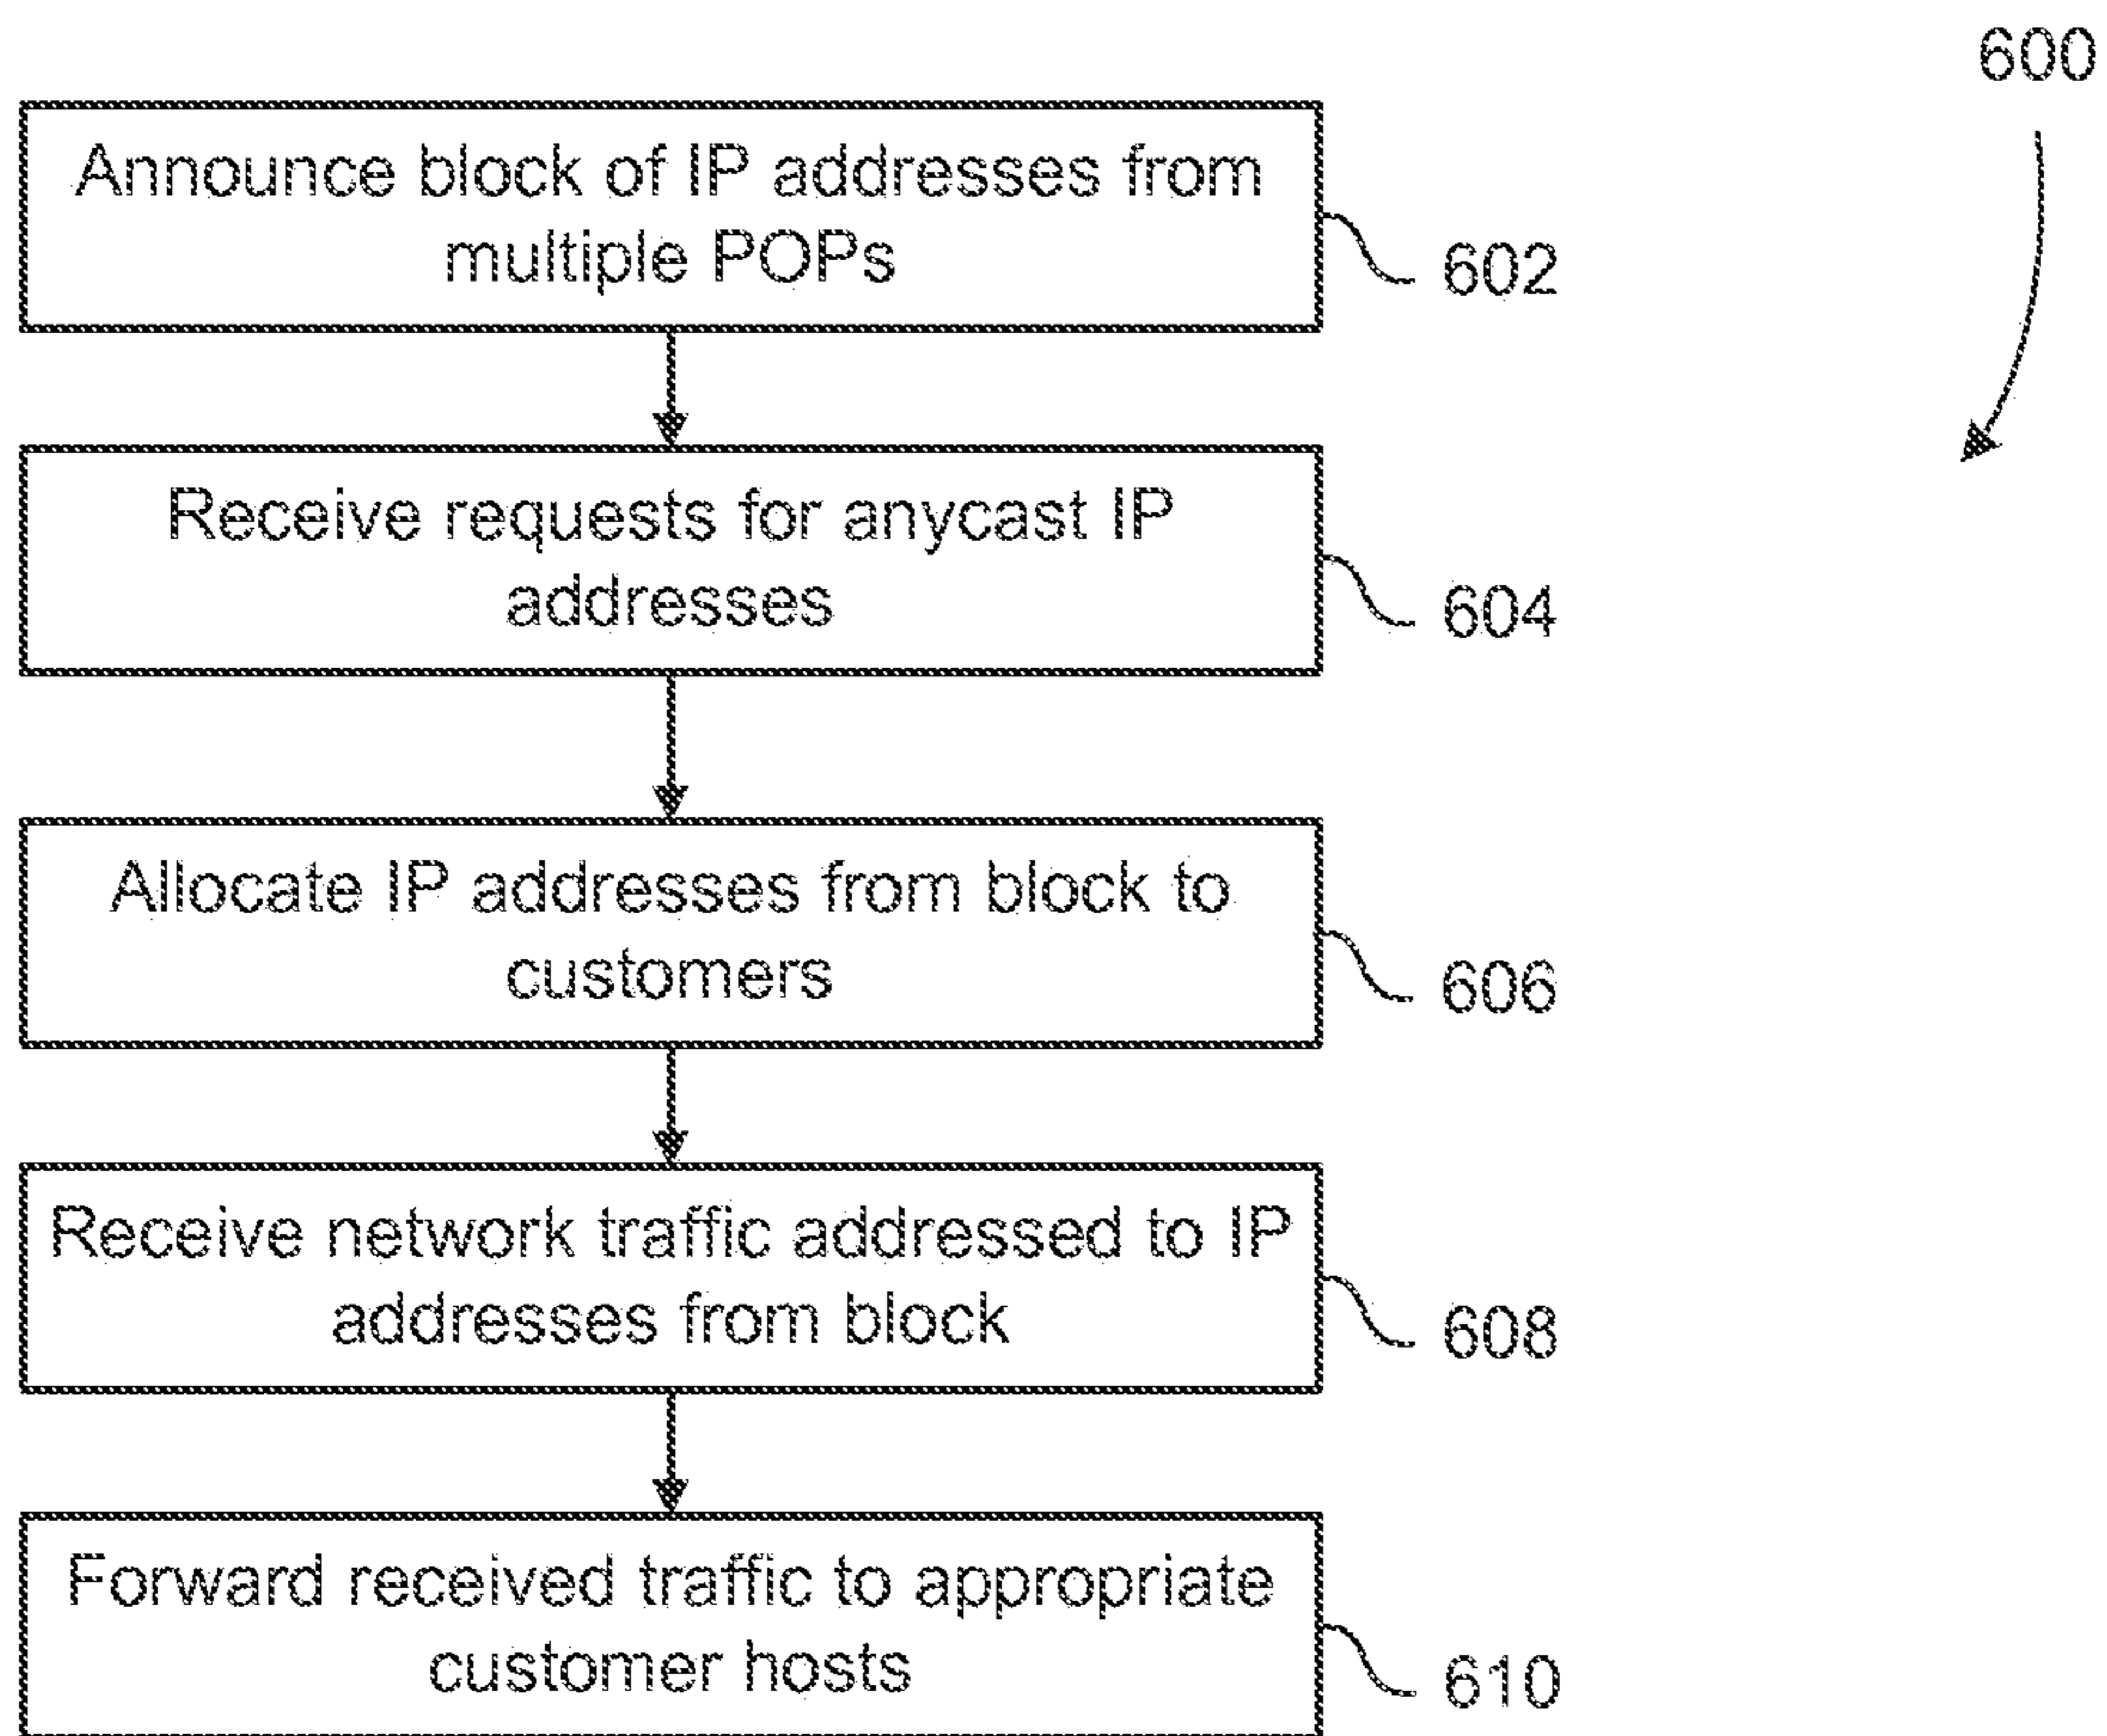 600
Announce block of IP addresses from
multiple POPs
602
Receive requests for anycast IP
addresses
604
Allocate IP addresses from block to
customers
606
Receive network traffic addressed to IP
addresses from block
608
Forward received traffic to appropriate
customer hosts
610